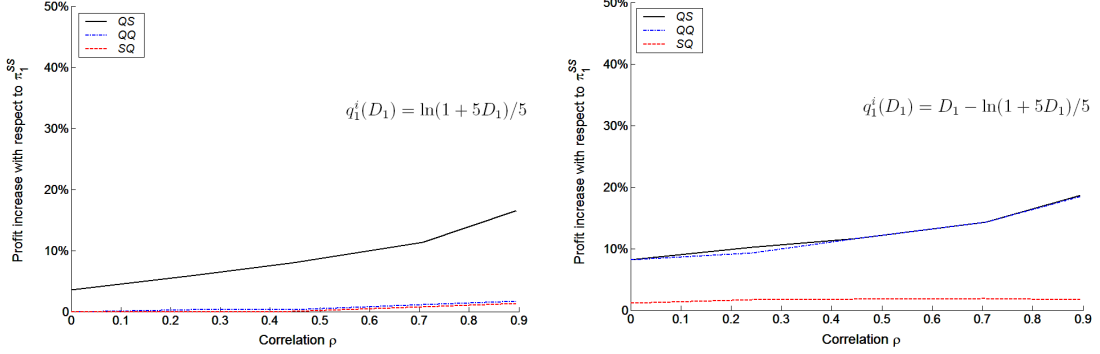 50%
40%
30%
20%
10%
0
Profit increase with respect to π₁^SS
QS
QQ
SQ
q₁ⁱ(D₁) = ln(1 + 5D₁)/5
0 0.1 0.2 0.3 0.4 0.5 0.6 0.7 0.8 0.9
Correlation ρ
50%
40%
30%
20%
10%
0
Profit increase with respect to π₁^SS
QS
QQ
SQ
q₁ⁱ(D₁) = D₁ − ln(1 + 5D₁)/5
0 0.1 0.2 0.3 0.4 0.5 0.6 0.7 0.8 0.9
Correlation ρ